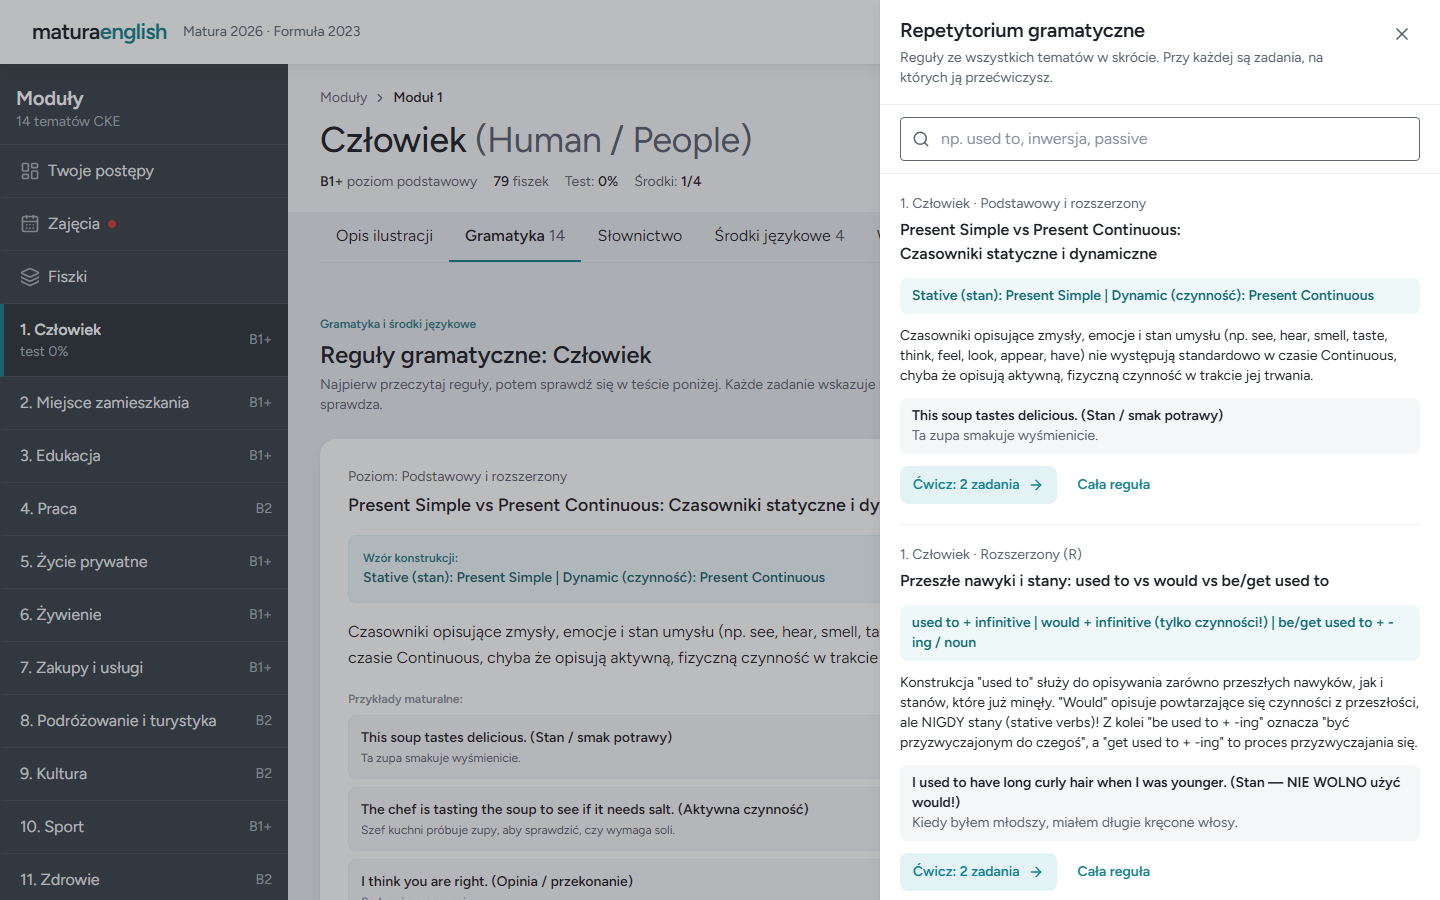 maturaenglish
Matura 2026 · Formuła 2023
Moduły
14 tematów CKE
Twoje postępy
Zajęcia
Fiszki
1. Człowiek
test 0%
B1+
2. Miejsce zamieszkania B1+
3. Edukacja B1+
4. Praca B2
5. Życie prywatne B1+
6. Żywienie B1+
7. Zakupy i usługi B1+
8. Podróżowanie i turystyka B2
9. Kultura B2
10. Sport B1+
11. Zdrowie B2
Moduły > Moduł 1
Człowiek (Human / People)
B1+ poziom podstawowy 79 fiszek Test: 0% Środki: 1/4
Opis ilustracji Gramatyka 14 Słownictwo Środki językowe 4
Gramatyka i środki językowe
Reguły gramatyczne: Człowiek
Najpierw przeczytaj reguły, potem sprawdź się w teście poniżej. Każde zadanie wskazuje
sprawdza.
Poziom: Podstawowy i rozszerzony
Present Simple vs Present Continuous: Czasowniki statyczne i dy
Wzór konstrukcji:
Stative (stan): Present Simple | Dynamic (czynność): Present Continuous
Czasowniki opisujące zmysły, emocje i stan umysłu (np. see, hear, smell, ta
czasie Continuous, chyba że opisują aktywną, fizyczną czynność w trakcie
Przykłady maturalne:
This soup tastes delicious. (Stan / smak potrawy)
Ta zupa smakuje wyśmienicie.
The chef is tasting the soup to see if it needs salt. (Aktywna czynność)
Szef kuchni próbuje zupy, aby sprawdzić, czy wymaga soli.
I think you are right. (Opinia / przekonanie)
Repetytorium gramatyczne
Reguły ze wszystkich tematów w skrócie. Przy każdej są zadania, na
których ją przećwiczysz.
np. used to, inwersja, passive
1. Człowiek · Podstawowy i rozszerzony
Present Simple vs Present Continuous:
Czasowniki statyczne i dynamiczne
Stative (stan): Present Simple | Dynamic (czynność): Present Continuous
Czasowniki opisujące zmysły, emocje i stan umysłu (np. see, hear, smell, taste,
think, feel, look, appear, have) nie występują standardowo w czasie Continuous,
chyba że opisują aktywną, fizyczną czynność w trakcie jej trwania.
This soup tastes delicious. (Stan / smak potrawy)
Ta zupa smakuje wyśmienicie.
Ćwicz: 2 zadania → Cała reguła
1. Człowiek · Rozszerzony (R)
Przeszłe nawyki i stany: used to vs would vs be/get used to
used to + infinitive | would + infinitive (tylko czynności!) | be/get used to + -
ing / noun
Konstrukcja "used to" służy do opisywania zarówno przeszłych nawyków, jak i
stanów, które już minęły. "Would" opisuje powtarzające się czynności z przeszłości,
ale NIGDY stany (stative verbs)! Z kolei "be used to + -ing" oznacza "być
przyzwyczajonym do czegoś", a "get used to + -ing" to proces przyzwyczajania się.
I used to have long curly hair when I was younger. (Stan — NIE WOLNO użyć
would!)
Kiedy byłem młodszy, miałem długie kręcone włosy.
Ćwicz: 2 zadania → Cała reguła